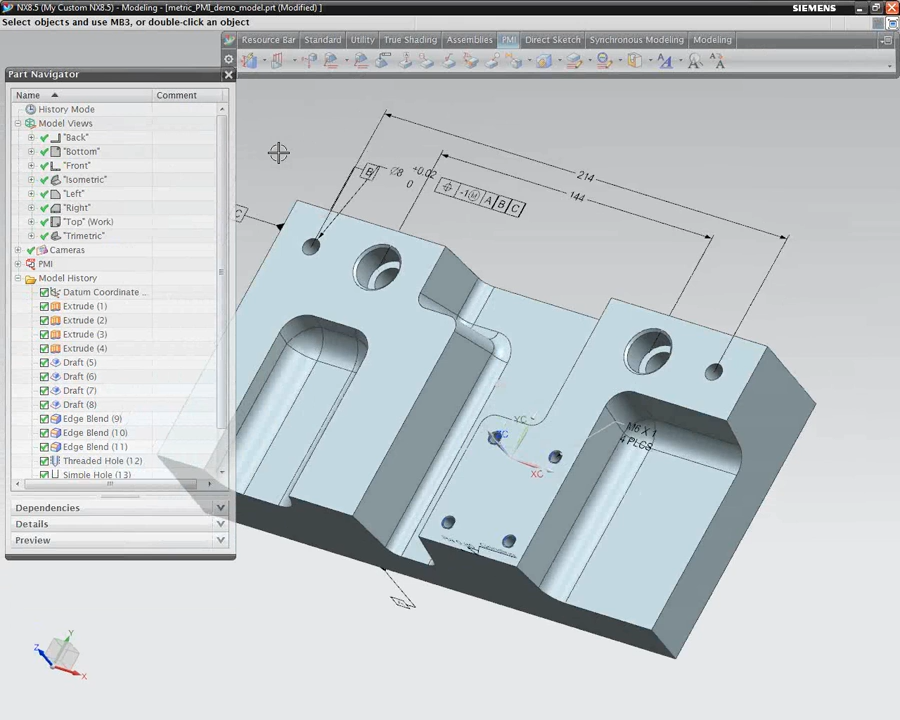 NX8.5 (My Custom NX8.5) - Modeling - [metric_PMI_demo_model.prt (Modified) ]
SIEMENS
Select objects and use MB3, or double-click an object
Resource Bar Standard Utility True Shading Assemblies PMI Direct Sketch Synchronous Modeling Modeling
Part Navigator
Name Comment
History Mode
Model Views
"Back"
"Bottom"
"Front"
"Isometric"
"Left"
"Right"
"Top" (Work)
"Trimetric"
Cameras
PMI
Model History
Datum Coordinate ...
Extrude (1)
Extrude (2)
Extrude (3)
Extrude (4)
Draft (5)
Draft (6)
Draft (7)
Draft (8)
Edge Blend (9)
Edge Blend (10)
Edge Blend (11)
Threaded Hole (12)
Simple Hole (13)
Dependencies
Details
Preview
214
144
B
∅8 +0.02
0
A B C
C
M6 X 1
4 PLCS
YC
XC
Y
Z
X